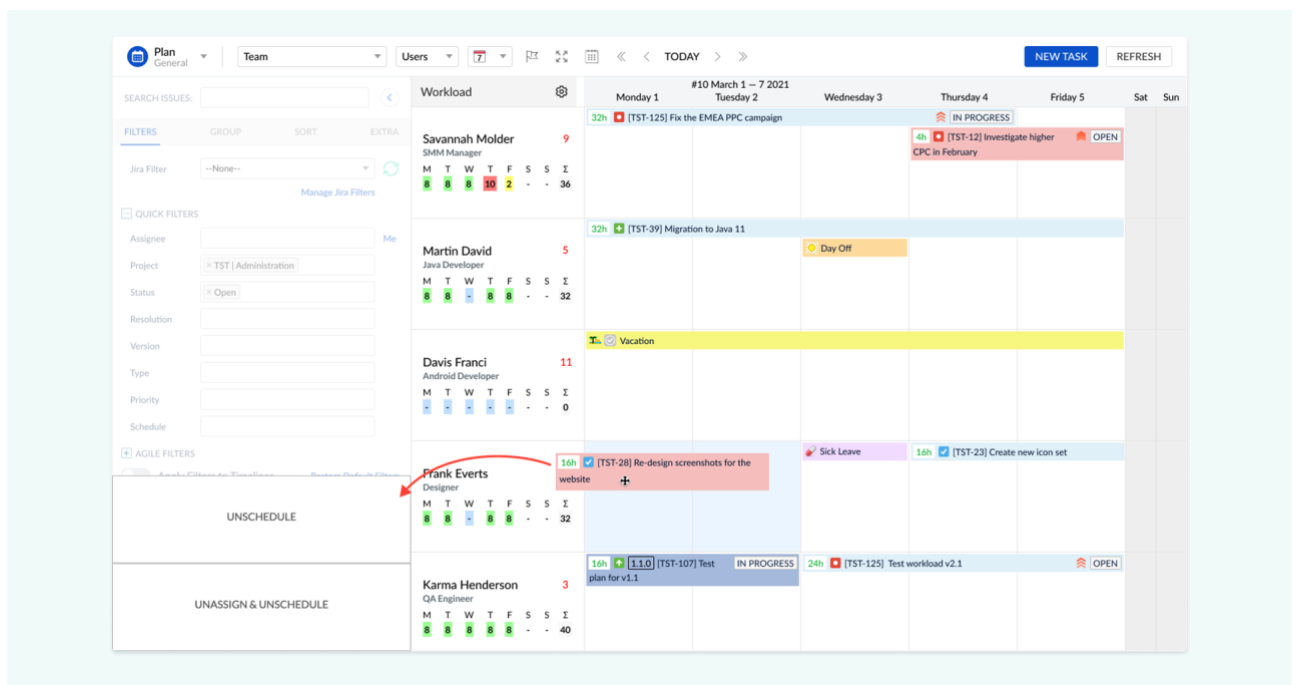 Plan
General
Team
Users
7
TODAY
NEW TASK
REFRESH
SEARCH ISSUES:
FILTERS GROUP SORT EXTRA
Jira Filter --None--
Manage Jira Filters
QUICK FILTERS
Assignee Me
Project × TST | Administration
Status × Open
Resolution
Version
Type
Priority
Schedule
AGILE FILTERS
Apply Filters to Timelines Restore Default Filters
UNSCHEDULE
UNASSIGN & UNSCHEDULE
Workload
#10 March 1 — 7 2021
Monday 1 Tuesday 2 Wednesday 3 Thursday 4 Friday 5 Sat Sun
Savannah Molder 9
SMM Manager
M T W T F S S Σ
8 8 8 10 2 - - 36
32h [TST-125] Fix the EMEA PPC campaign IN PROGRESS
4h [TST-12] Investigate higher OPEN
CPC in February
Martin David 5
Java Developer
M T W T F S S Σ
8 8 - 8 8 - - 32
32h [TST-39] Migration to Java 11
Day Off
Davis Franci 11
Android Developer
M T W T F S S Σ
- - - - - - - 0
Vacation
Frank Everts
Designer
M T W T F S S Σ
8 8 - 8 8 - - 32
16h [TST-28] Re-design screenshots for the
website
Sick Leave
16h [TST-23] Create new icon set
Karma Henderson 3
QA Engineer
M T W T F S S Σ
8 8 8 8 8 - - 40
16h 1.1.0 [TST-107] Test IN PROGRESS
plan for v1.1
24h [TST-125] Test workload v2.1 OPEN